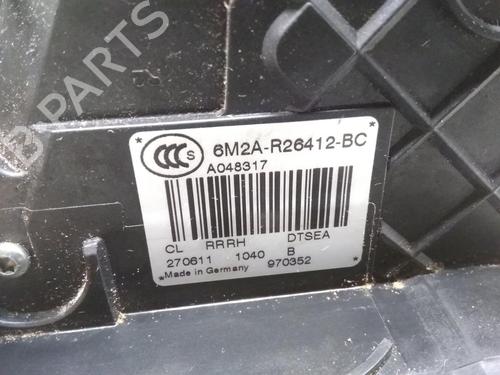 B PARTS
CCC S
6M2A-R26412-BC
A048317
CL RRRH DTSEA
270611 1040 B
*Made in Germany 970352